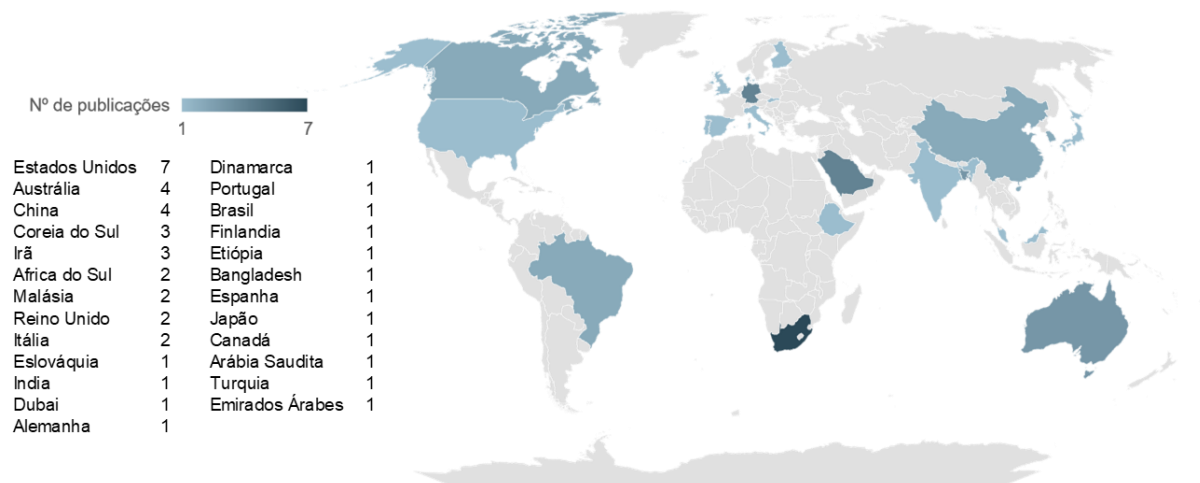 Nº de publicações
1 7
Estados Unidos 7
Austrália 4
China 4
Coreia do Sul 3
Irã 3
Africa do Sul 2
Malásia 2
Reino Unido 2
Itália 2
Eslováquia 1
India 1
Dubai 1
Alemanha 1
Dinamarca 1
Portugal 1
Brasil 1
Finlandia 1
Etiópia 1
Bangladesh 1
Espanha 1
Japão 1
Canadá 1
Arábia Saudita 1
Turquia 1
Emirados Árabes 1